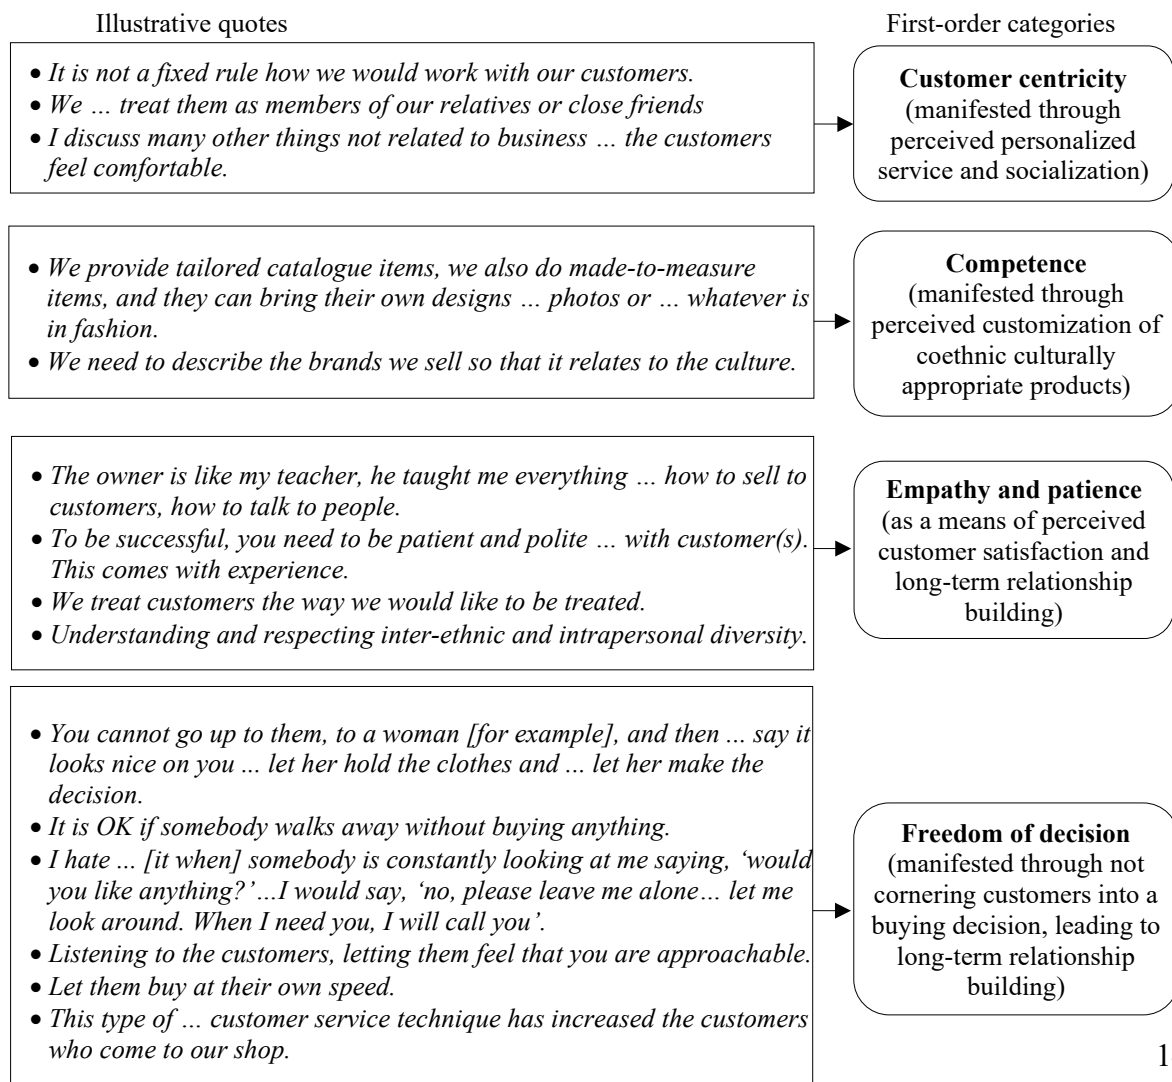 Illustrative quotes
First-order categories
• It is not a fixed rule how we would work with our customers.
• We … treat them as members of our relatives or close friends
• I discuss many other things not related to business … the customers
feel comfortable.
Customer centricity
(manifested through
perceived personalized
service and socialization)
• We provide tailored catalogue items, we also do made-to-measure
items, and they can bring their own designs … photos or … whatever is
in fashion.
• We need to describe the brands we sell so that it relates to the culture.
Competence
(manifested through
perceived customization of
coethnic culturally
appropriate products)
• The owner is like my teacher, he taught me everything … how to sell to
customers, how to talk to people.
• To be successful, you need to be patient and polite … with customer(s).
This comes with experience.
• We treat customers the way we would like to be treated.
• Understanding and respecting inter-ethnic and intrapersonal diversity.
Empathy and patience
(as a means of perceived
customer satisfaction and
long-term relationship
building)
• You cannot go up to them, to a woman [for example], and then … say it
looks nice on you ... let her hold the clothes and … let her make the
decision.
• It is OK if somebody walks away without buying anything.
• I hate … [it when] somebody is constantly looking at me saying, ‘would
you like anything?’ …I would say, ‘no, please leave me alone… let me
look around. When I need you, I will call you’.
• Listening to the customers, letting them feel that you are approachable.
• Let them buy at their own speed.
• This type of … customer service technique has increased the customers
who come to our shop.
Freedom of decision
(manifested through not
cornering customers into a
buying decision, leading to
long-term relationship
building)
1